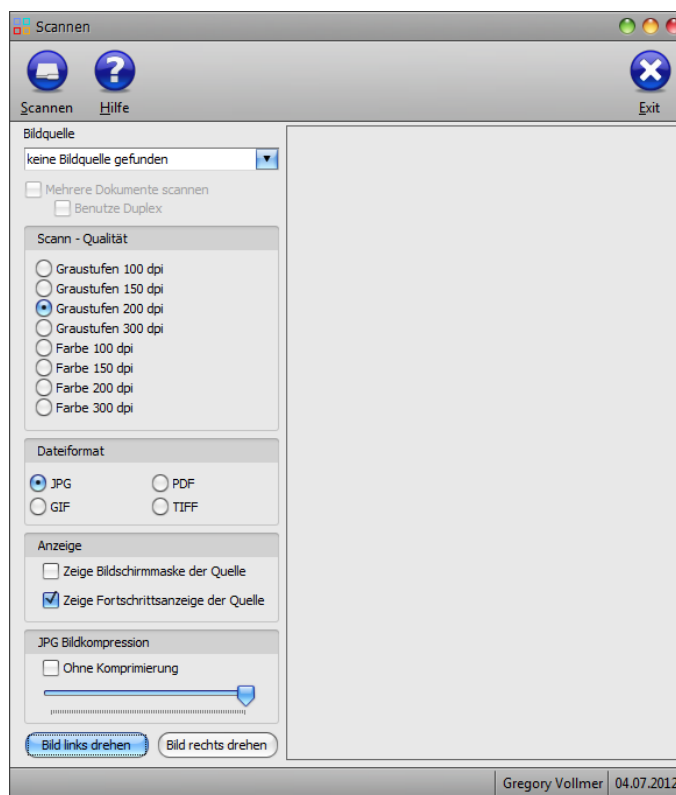 Scannen
Scannen Hilfe Exit
Bildquelle
keine Bildquelle gefunden
Mehrere Dokumente scannen
Benutze Duplex
Scann - Qualität
Graustufen 100 dpi
Graustufen 150 dpi
Graustufen 200 dpi
Graustufen 300 dpi
Farbe 100 dpi
Farbe 150 dpi
Farbe 200 dpi
Farbe 300 dpi
Dateiformat
JPG PDF
GIF TIFF
Anzeige
Zeige Bildschirmmaske der Quelle
Zeige Fortschrittsanzeige der Quelle
JPG Bildkompression
Ohne Komprimierung
Bild links drehen Bild rechts drehen
Gregory Vollmer 04.07.2012